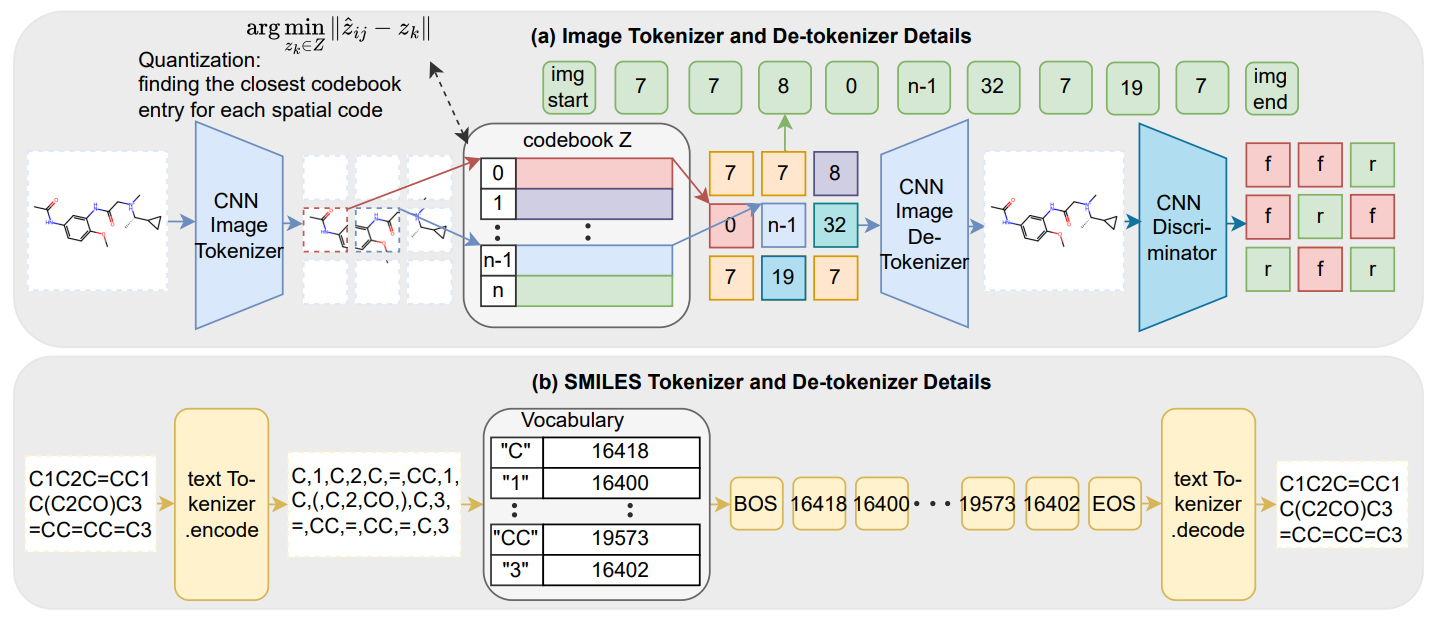 arg min ‖ẑ_ij − z_k‖
z_k∈Z
(a) Image Tokenizer and De-tokenizer Details
Quantization:
finding the closest codebook
entry for each spatial code
img
start
7
7
8
0
n-1
32
7
19
7
img
end
CNN
Image
Tokenizer
codebook Z
0
1
n-1
n
7
7
8
0
n-1
32
7
19
7
CNN
Image
De-
Tokenizer
CNN
Discri-
minator
f
f
r
f
r
f
r
f
r
(b) SMILES Tokenizer and De-tokenizer Details
C1C2C=CC1
C(C2CO)C3
=CC=CC=C3
text To-
kenizer
.encode
C,1,C,2,C,=,CC,1,
C,(,C,2,CO,),C,3,
=,CC,=,CC,=,C,3
Vocabulary
"C"
16418
"1"
16400
"CC"
19573
"3"
16402
BOS
16418
16400
19573
16402
EOS
text To-
kenizer
.decode
C1C2C=CC1
C(C2CO)C3
=CC=CC=C3